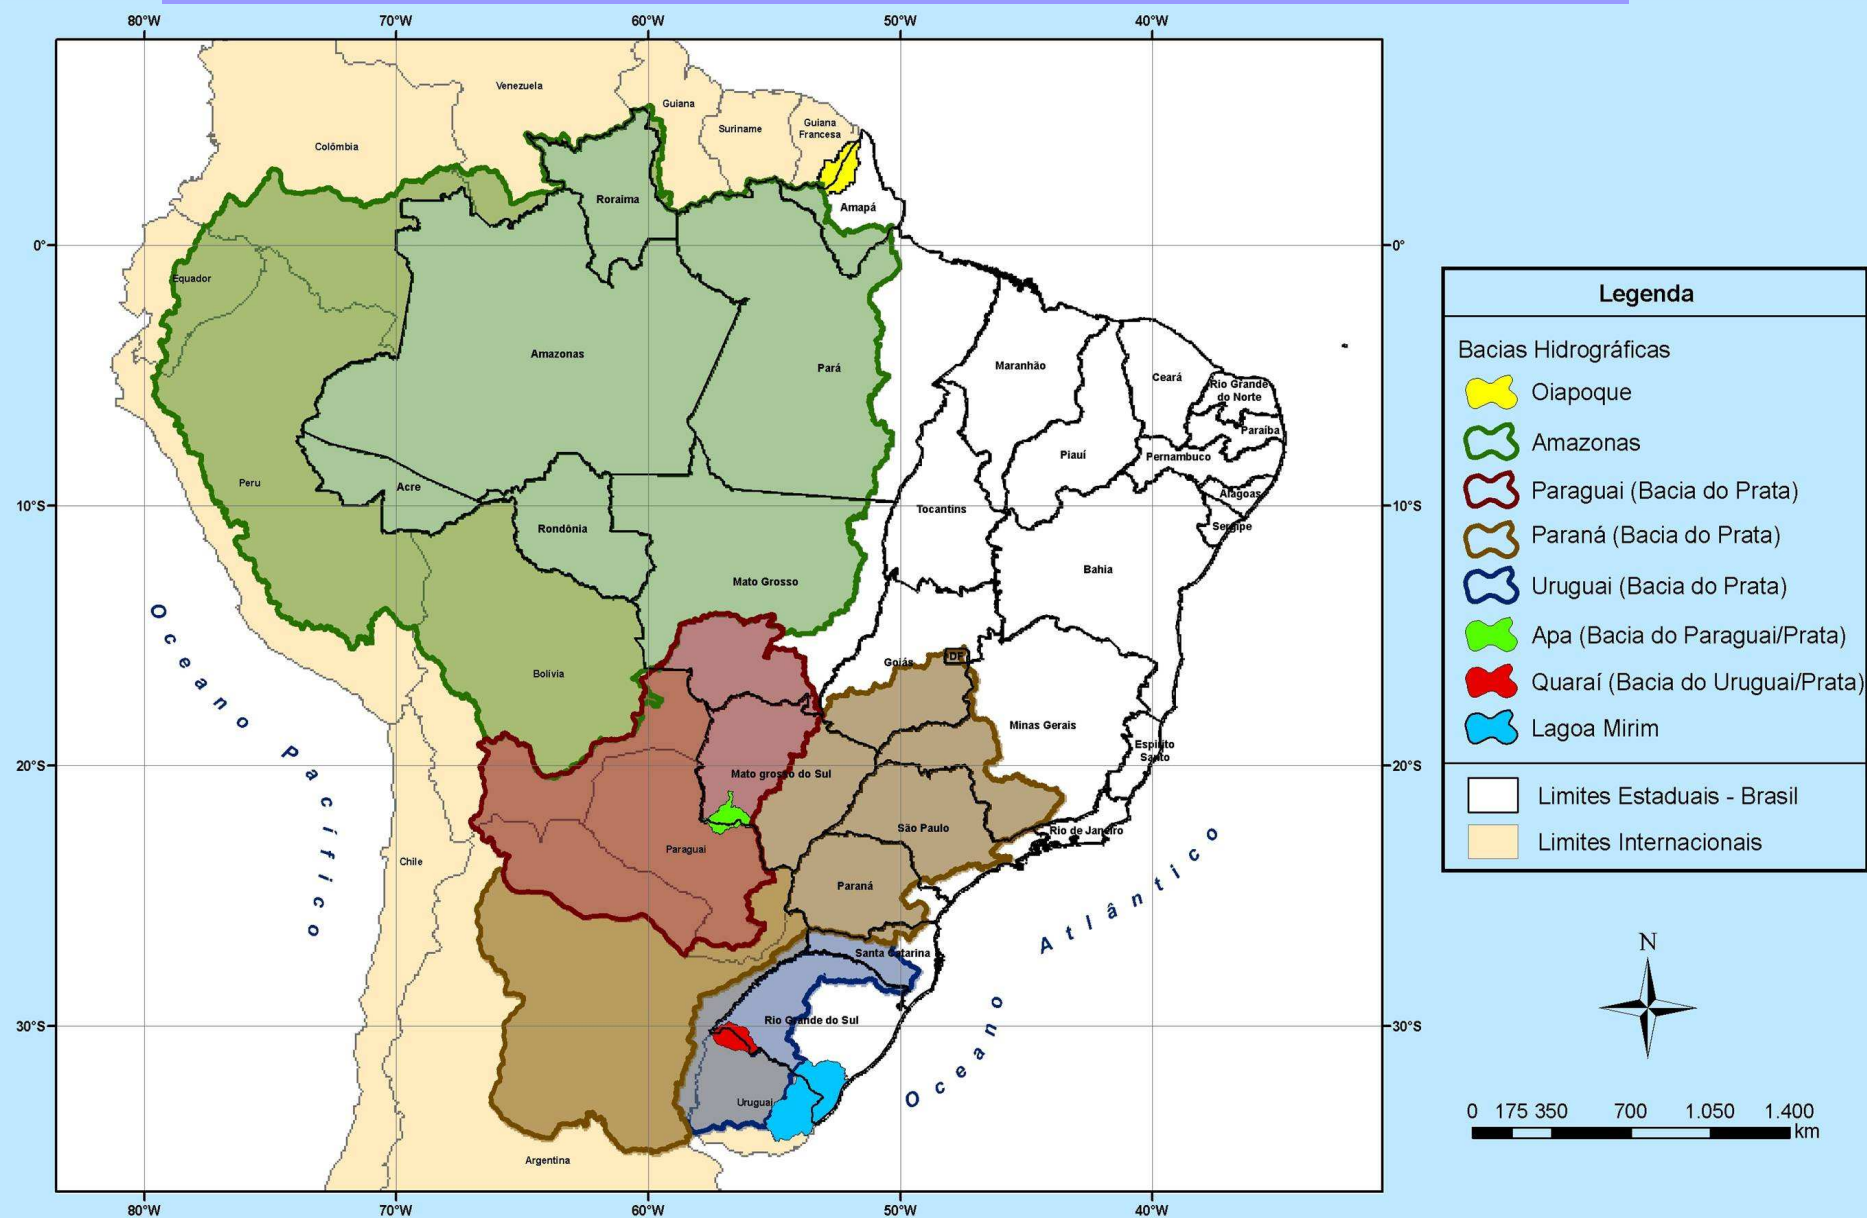 80°W 70°W 60°W 50°W 40°W
Venezuela
Guiana
Suriname
Guiana
Francesa
Colômbia
Roraima
Amapá
0°
0°
Equador
Amazonas
Pará
Maranhão
Ceará
Rio Grande
do Norte
Paraíba
Piauí
Pernambuco
Peru
Acre
Alagoas
10°S
10°S
Tocantins
Rondônia
Sergipe
Mato Grosso
Bahia
Bolívia
Goiás
DF
Minas Gerais
Espírito
Santo
20°S
20°S
Mato grosso do Sul
São Paulo
Rio de Janeiro
Paraguai
Chile
Paraná
Santa Catarina
Rio Grande do Sul
30°S
30°S
Uruguai
Argentina
Oceano Pacífico
Oceano Atlântico
80°W 70°W 60°W 50°W 40°W
Legenda
Bacias Hidrográficas
Oiapoque
Amazonas
Paraguai (Bacia do Prata)
Paraná (Bacia do Prata)
Uruguai (Bacia do Prata)
Apa (Bacia do Paraguai/Prata)
Quaraí (Bacia do Uruguai/Prata)
Lagoa Mirim
Limites Estaduais - Brasil
Limites Internacionais
N
0 175 350 700 1.050 1.400
km